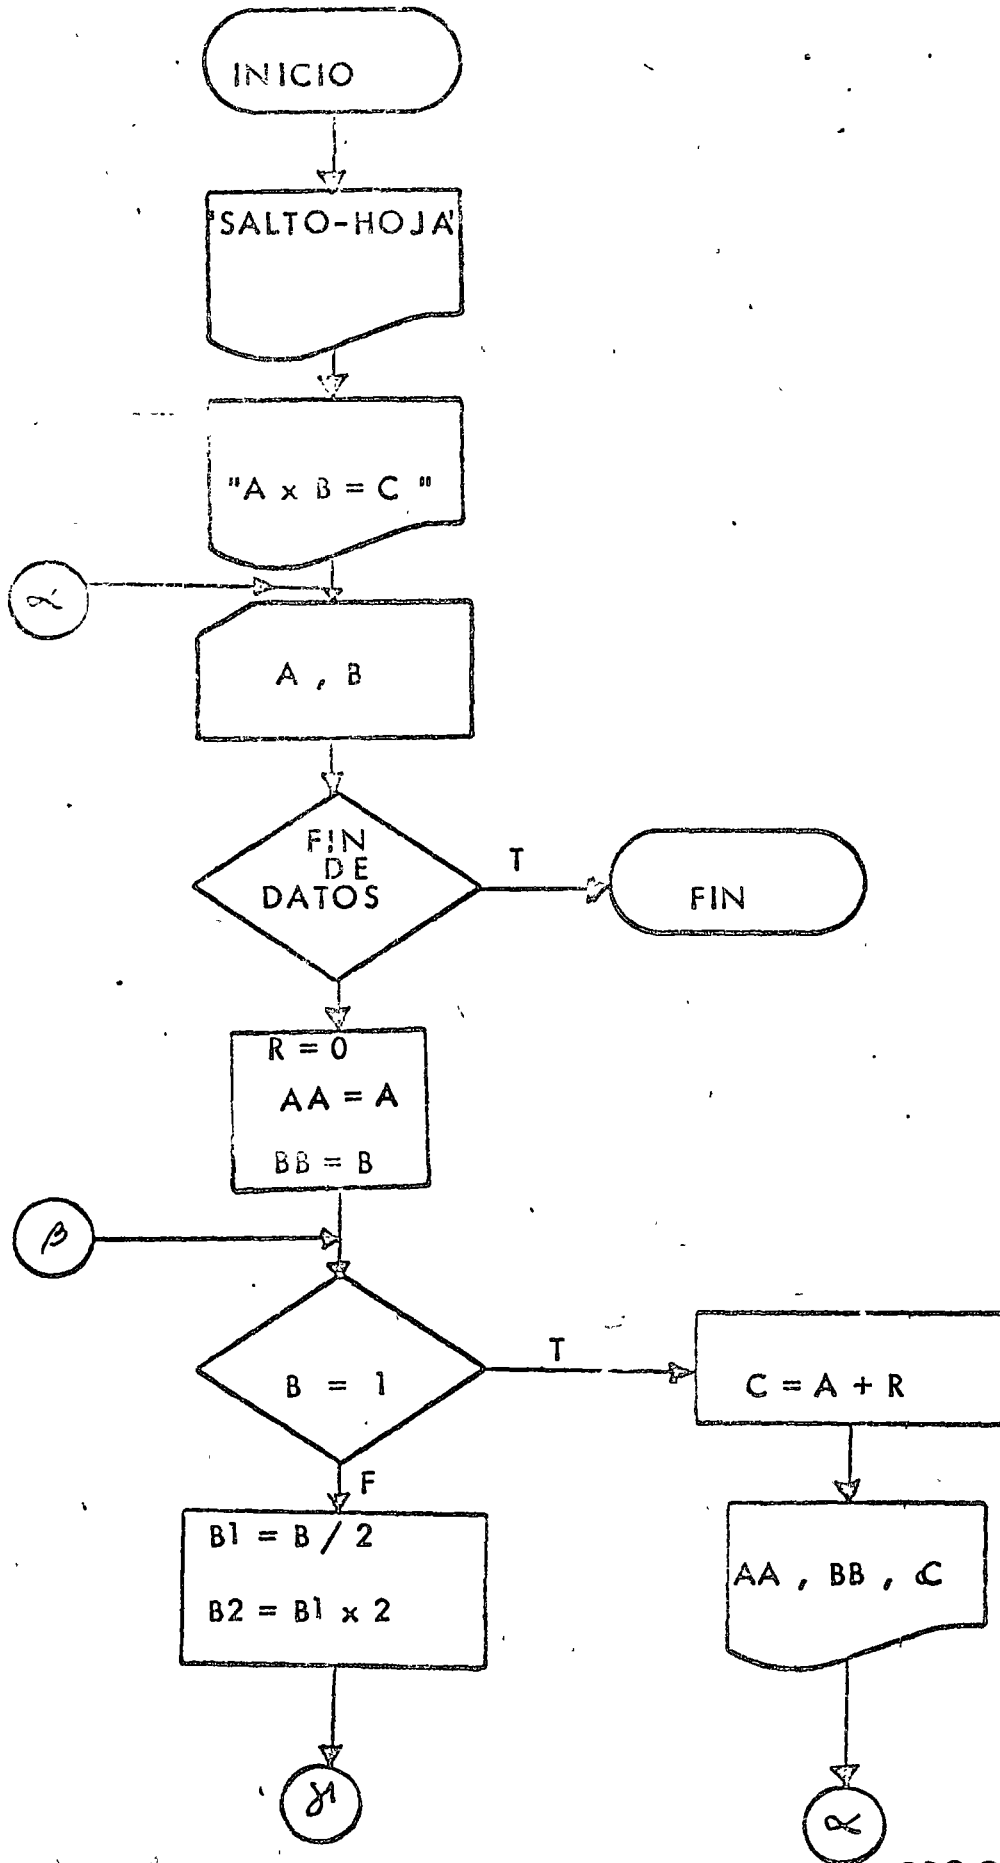 INICIO
'SALTO-HOJA'
"A x B = C "
α
A , B
FIN
DE
DATOS
T
FIN
R = 0
AA = A
BB = B
β
B = 1
T
C = A + R
F
B1 = B / 2
B2 = B1 x 2
AA , BB , C
α